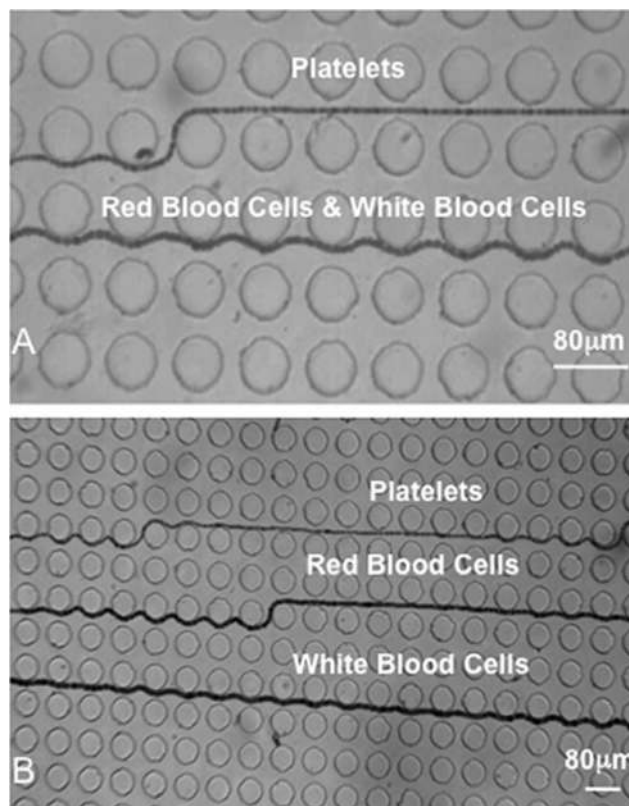 Platelets
Red Blood Cells & White Blood Cells
A
80μm
Platelets
Red Blood Cells
White Blood Cells
B
80μm